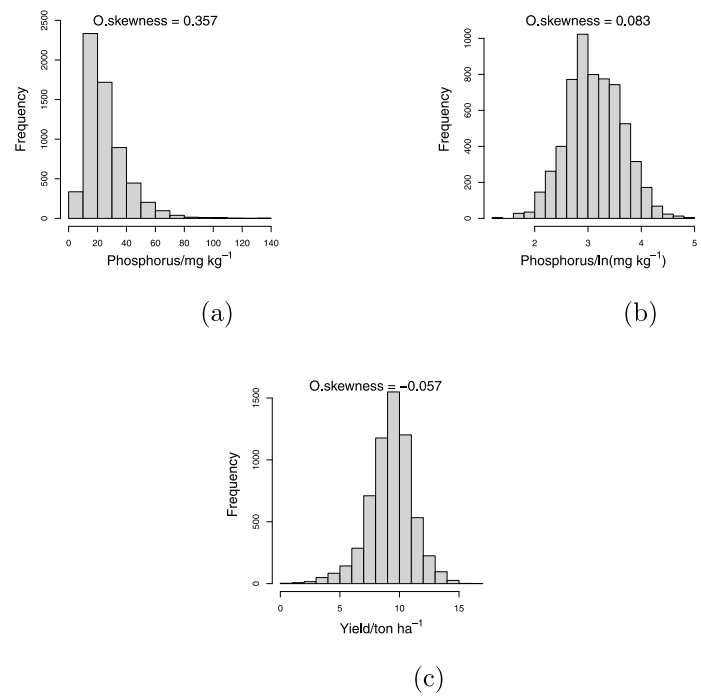 O.skewness = 0.357
Frequency
0 500 1000 1500 2000 2500
0 20 40 60 80 100 120 140
Phosphorus/mg kg⁻¹
(a)
O.skewness = 0.083
Frequency
0 200 400 600 800 1000
2 3 4 5
Phosphorus/ln(mg kg⁻¹)
(b)
O.skewness = −0.057
Frequency
0 500 1000 1500
0 5 10 15
Yield/ton ha⁻¹
(c)